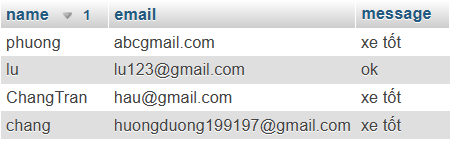 name 1 email message
phuong abcgmail.com xe tốt
lu lu123@gmail.com ok
ChangTran hau@gmail.com xe tốt
chang huongduong199197@gmail.com xe tốt